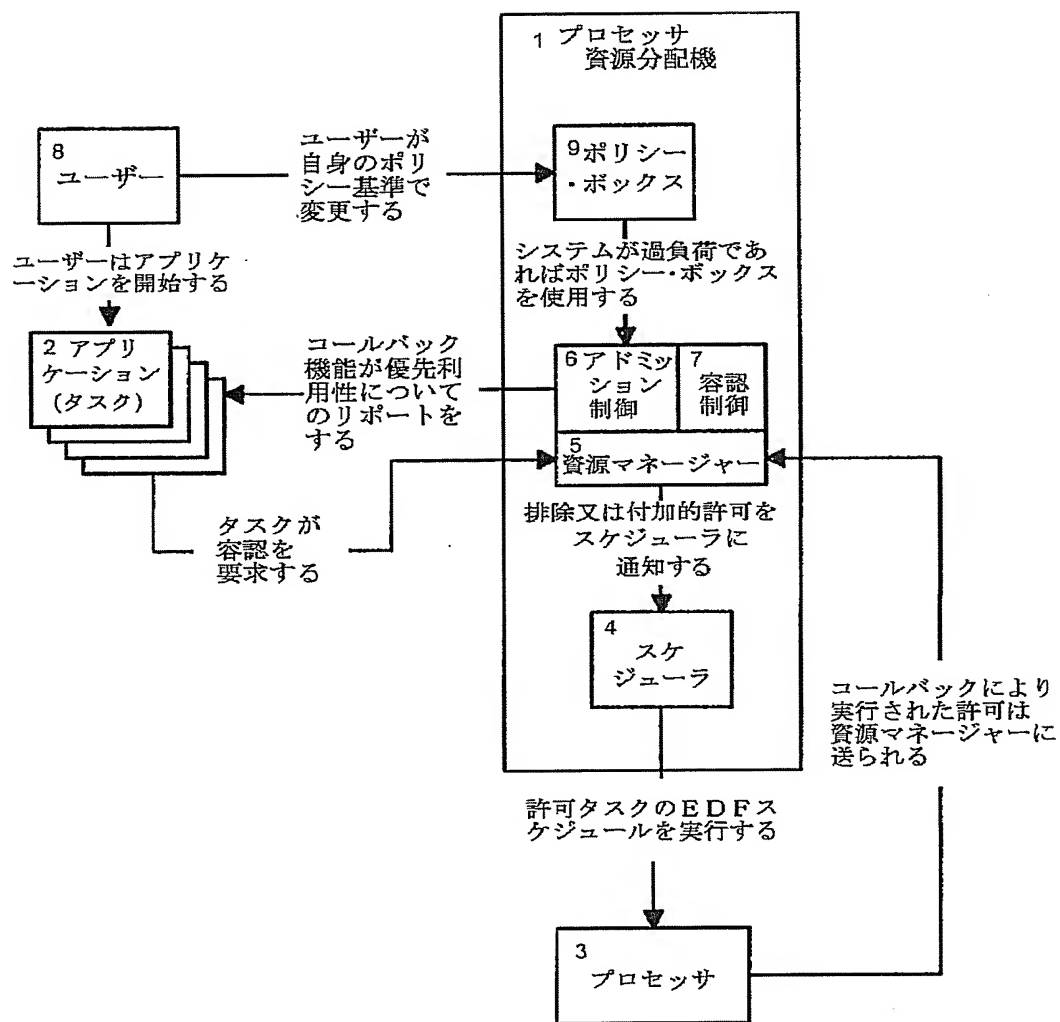 1 プロセッサ
資源分配機
8
ユーザー
ユーザーが
自身のポリ
シー基準で
変更する
9 ポリシー
・ボックス
ユーザーはアプリケ
ーションを開始する
システムが過負荷であ
ればポリシー・ボックス
を使用する
2 アプリ
ケーション
(タスク)
コールバック
機能が優先利
用性について
のリポートを
する
6 アドミッ
ション
制御
7
容認
制御
5
資源マネージャー
タスクが
容認を
要求する
排除又は付加的許可を
スケジューラに
通知する
4
スケ
ジューラ
コールバックにより
実行された許可は
資源マネージャーに
送られる
許可タスクのEDFス
ケジュールを実行する
3
プロセッサ